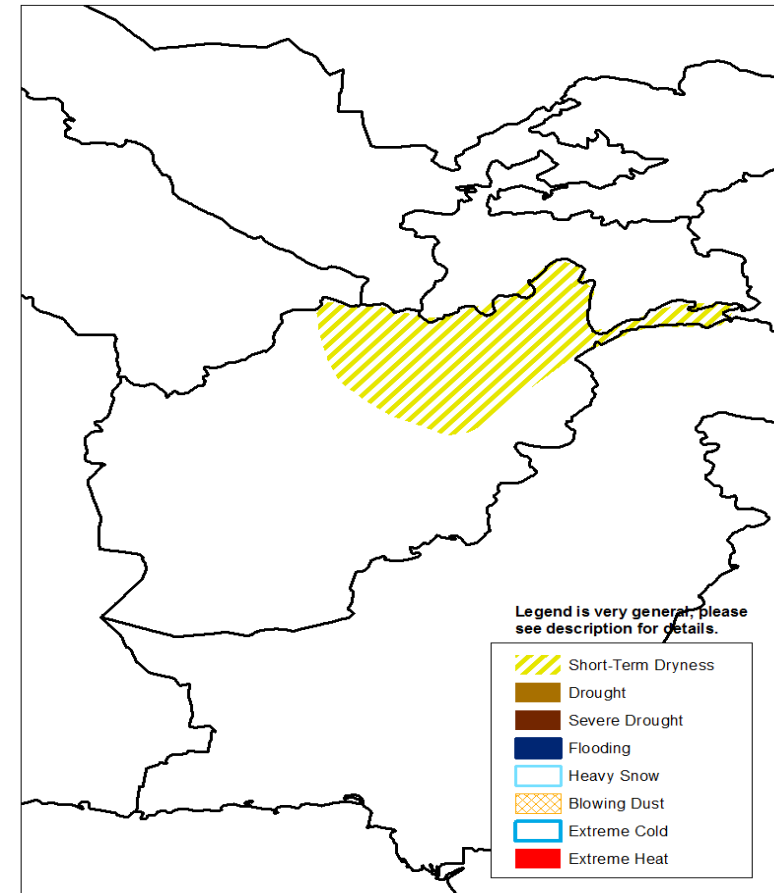 Legend is very general, please
see description for details.
Short-Term Dryness
Drought
Severe Drought
Flooding
Heavy Snow
Blowing Dust
Extreme Cold
Extreme Heat